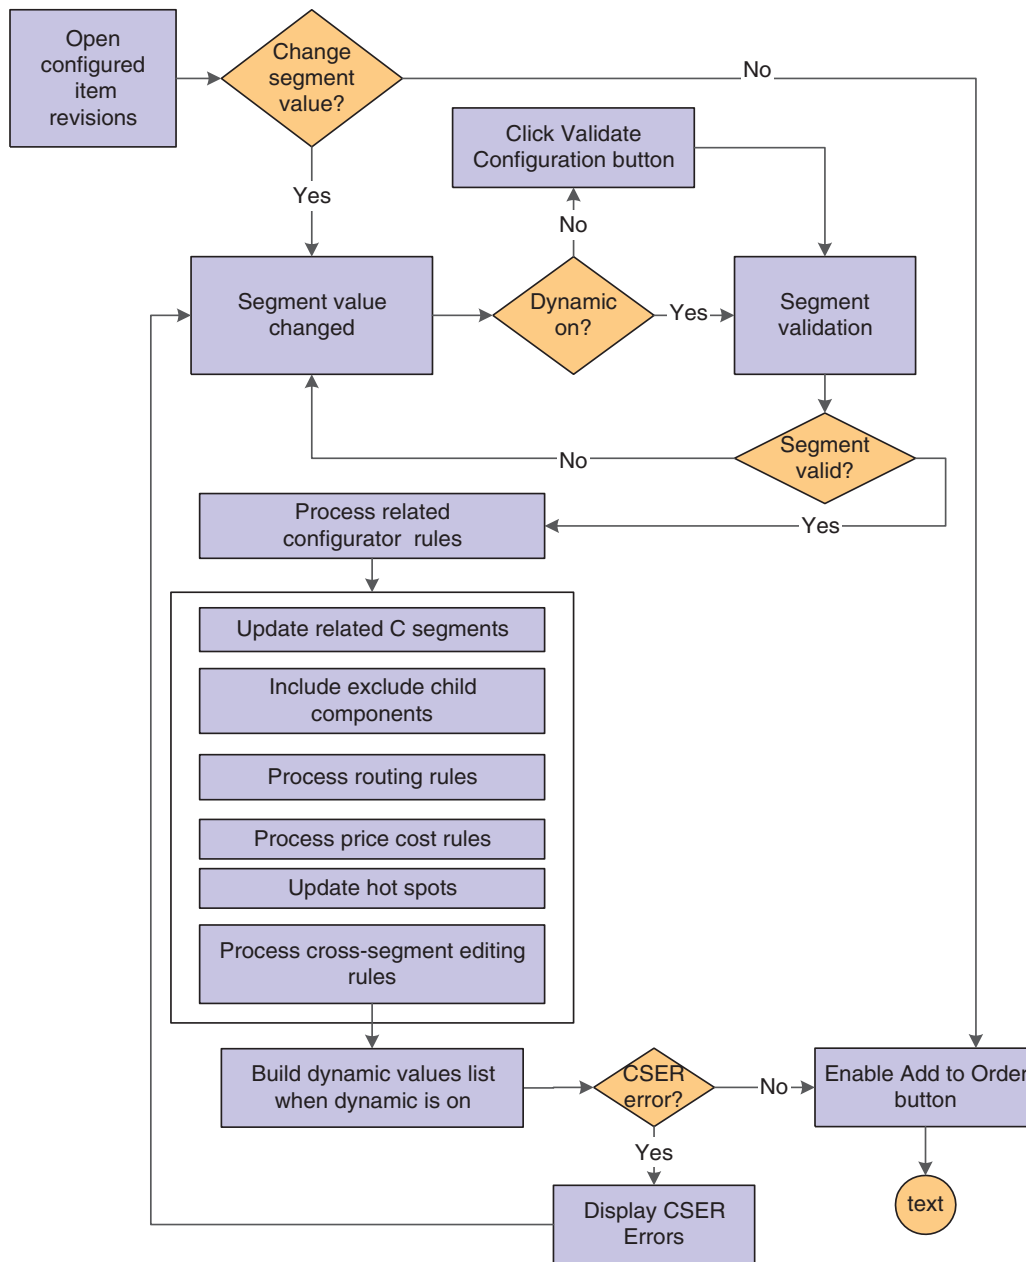 Open
configured
item
revisions
Change
segment
value?
No
Yes
Click Validate
Configuration button
No
Segment value
changed
Dynamic
on?
Yes
Segment
validation
Segment
valid?
No
Yes
Process related
configurator rules
Update related C segments
Include exclude child
components
Process routing rules
Process price cost rules
Update hot spots
Process cross-segment editing
rules
Build dynamic values list
when dynamic is on
CSER
error?
No
Enable Add to Order
button
Yes
Display CSER
Errors
text